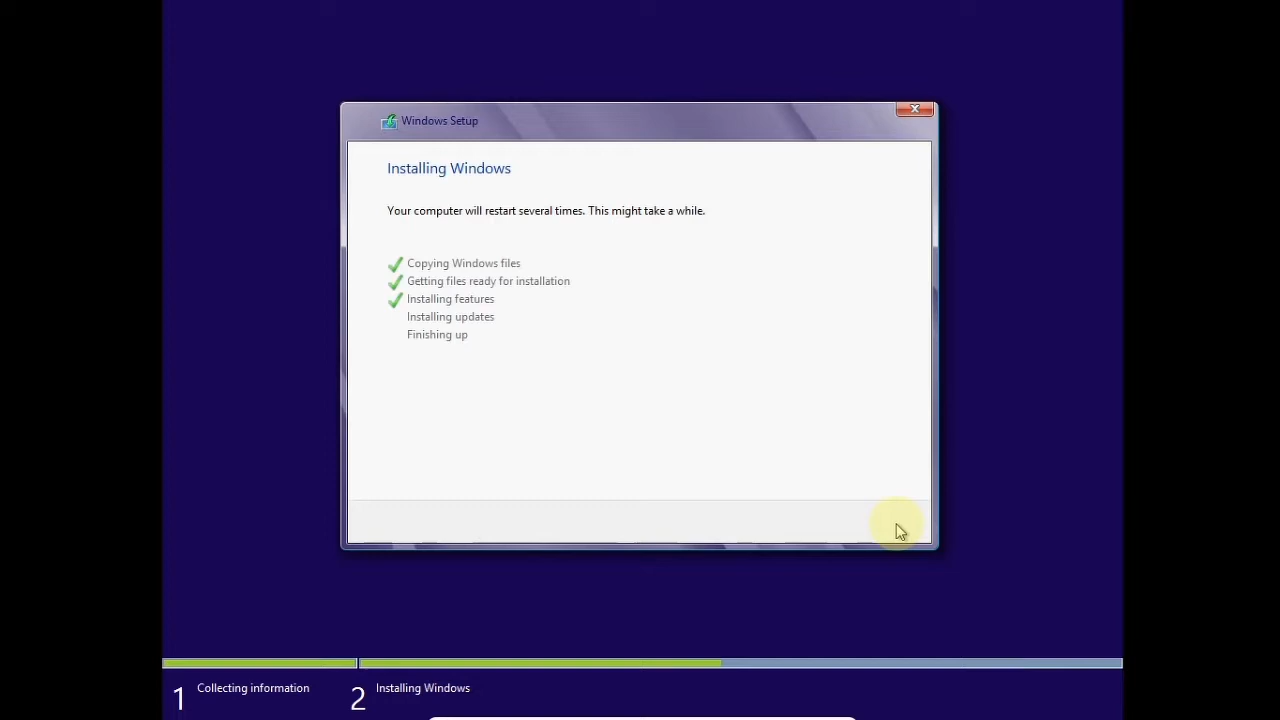 Windows Setup
Installing Windows
Your computer will restart several times. This might take a while.
Copying Windows files
Getting files ready for installation
Installing features
Installing updates
Finishing up
1 Collecting information 2 Installing Windows